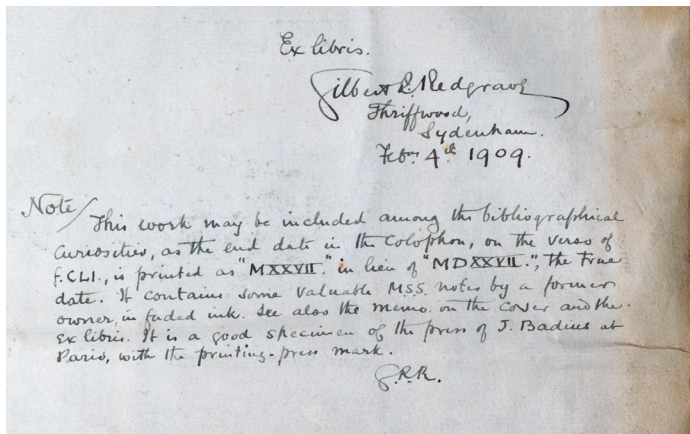 Ex libris.
Gilbert R. Redgrave
Thriffwood,
Sydenham.
Feby 4th 1909.
Note/
This work may be included among the bibliographical
Curiosities, as the end date in the Colophon, on the verso of
f. CLI., is printed as "MXXVII." in lieu of "MDXXVII.", the true
date. It contains some valuable MSS. notes by a former
owner, in faded ink. See also the memo. on the cover and the
Ex libris. It is a good specimen of the press of J. Badius at
Paris, with the printing-press mark.
G.R.R.